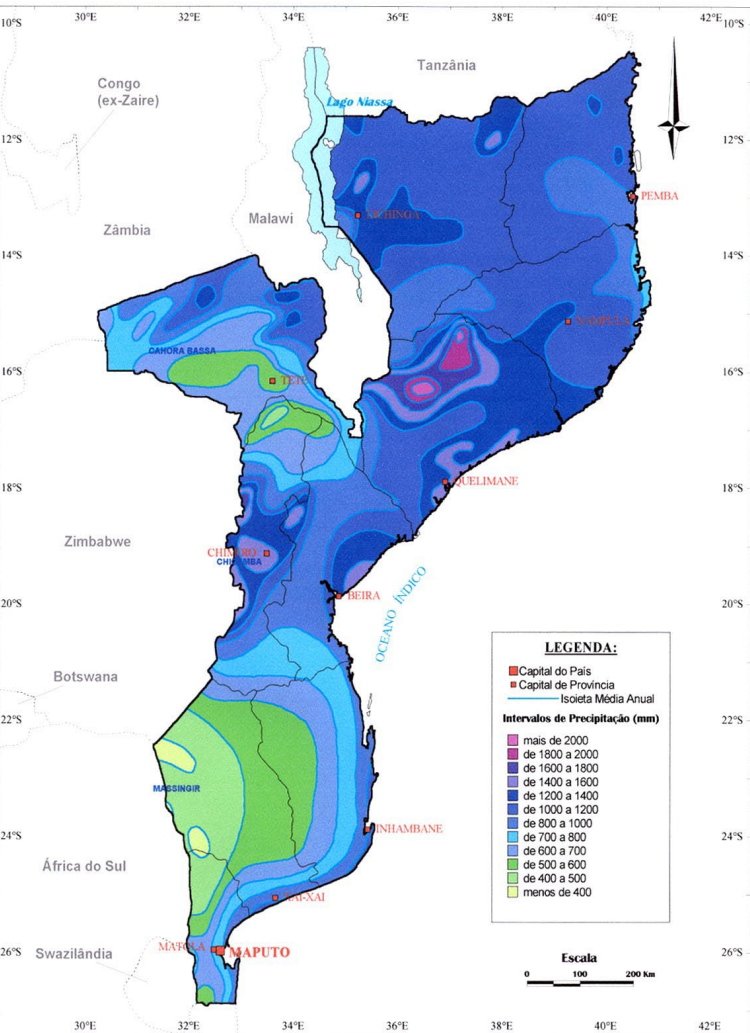 30°E 32°E 34°E 36°E 38°E 40°E 42°E
10°S 10°S
Tanzânia
Congo
(ex-Zaire)
Lago Niassa
12°S 12°S
PEMBA
LICHINGA
Malawi
Zâmbia
14°S 14°S
NAMPULA
CAHORA BASSA
16°S 16°S
TETE
QUELIMANE
18°S 18°S
Zimbabwe
CHIMOIO
CHICAMBA
BEIRA
20°S 20°S
OCEANO ÍNDICO
Botswana
22°S 22°S
MASSINGIR
INHAMBANE
24°S 24°S
África do Sul
XAI-XAI
MATOLA
MAPUTO
Swazilândia
26°S 26°S
LEGENDA:
Capital do País
Capital de Província
Isoieta Média Anual
Intervalos de Precipitação (mm)
mais de 2000
de 1800 a 2000
de 1600 a 1800
de 1400 a 1600
de 1200 a 1400
de 1000 a 1200
de 800 a 1000
de 700 a 800
de 600 a 700
de 500 a 600
de 400 a 500
menos de 400
Escala
0 100 200 Km
30°E 32°E 34°E 36°E 38°E 40°E 42°E